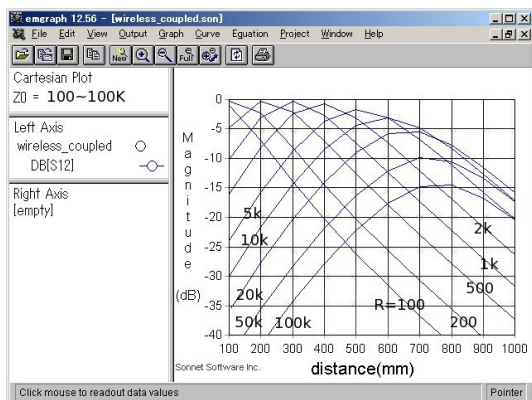 emgraph 12.56 - [wireless_coupled.son]
File Edit View Output Graph Curve Equation Project Window Help
New Full
Cartesian Plot
Z0 = 100~100K
Left Axis
wireless_coupled
DB[S12]
Right Axis
[empty]
Magnitude
(dB)
0
-5
-10
-15
-20
-25
-30
-35
-40
5k
10k
20k
50k
100k
R=100
200
500
1k
2k
100 200 300 400 500 600 700 800 900 1000
Sonnet Software Inc.
distance(mm)
Click mouse to readout data values
Pointer